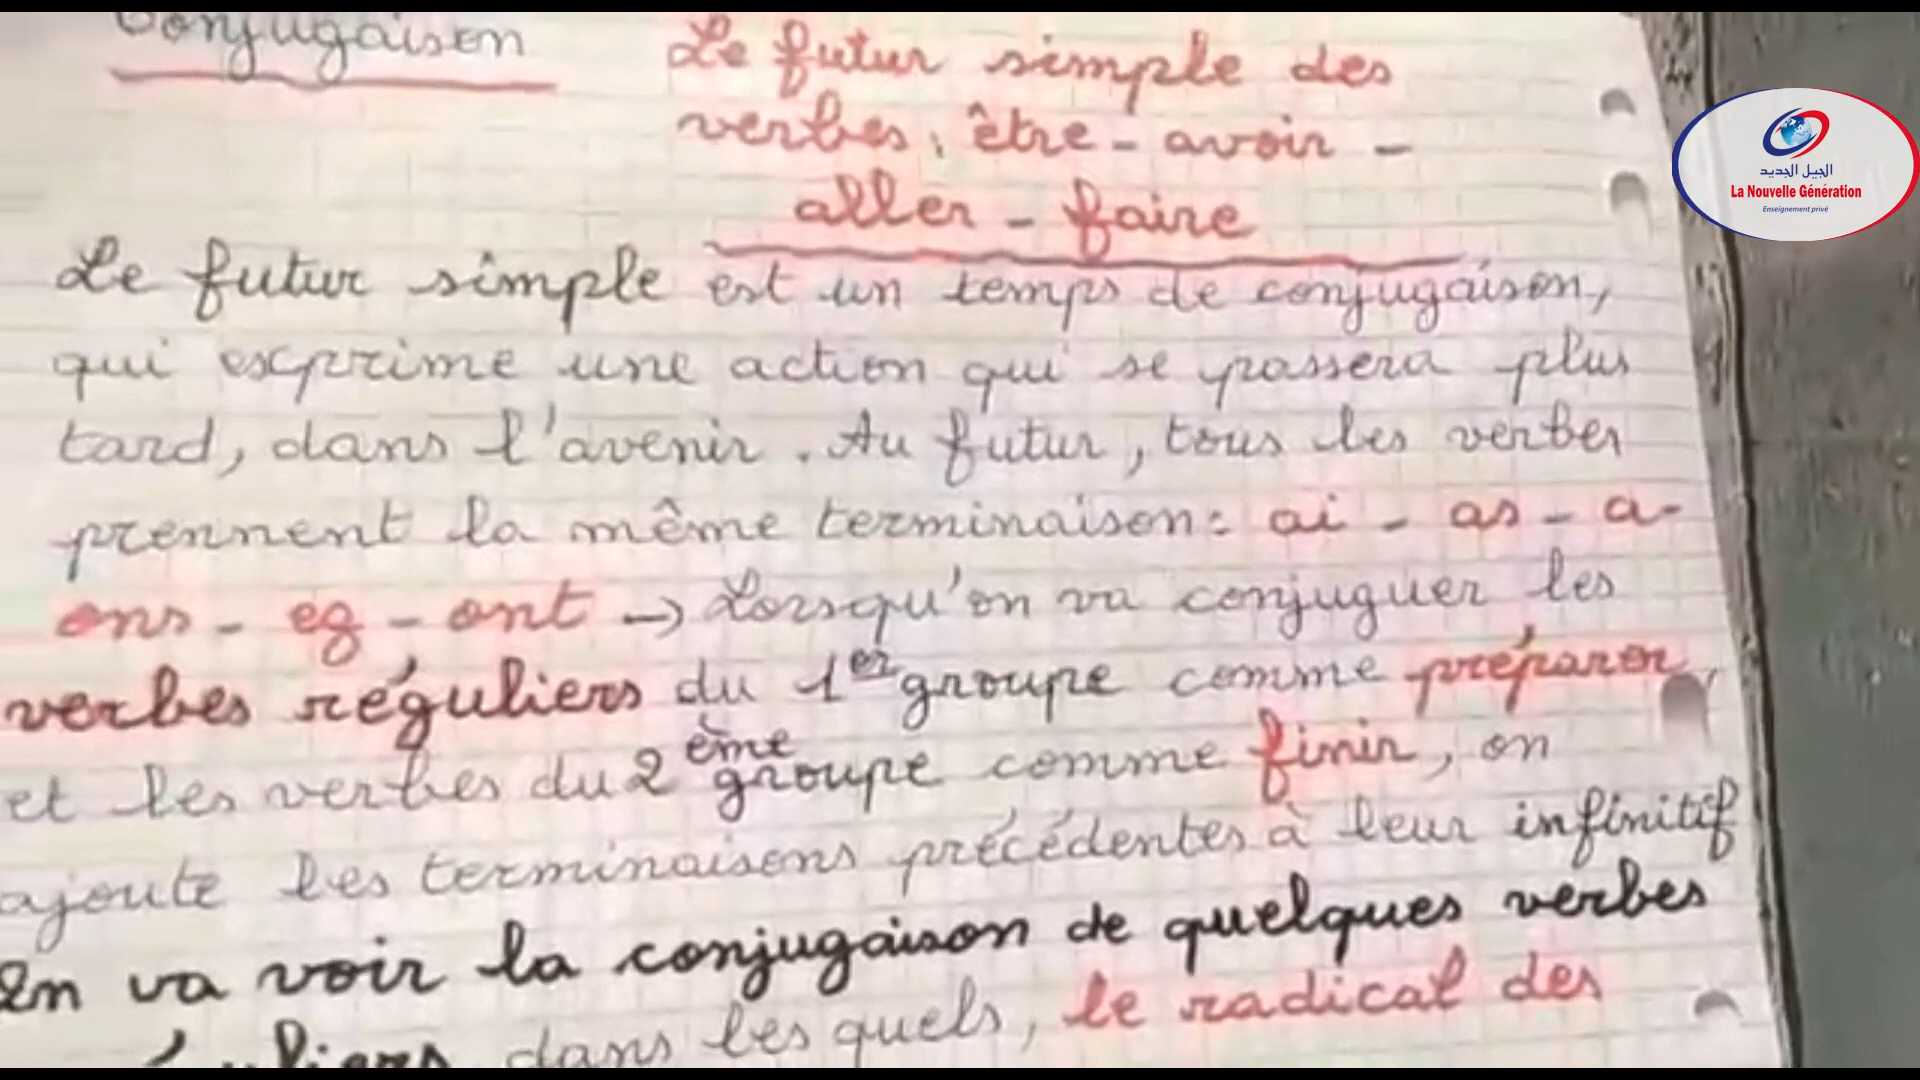 Conjugaison
Le futur simple des
verbes : être - avoir -
aller - faire
Le futur simple est un temps de conjugaison,
qui exprime une action qui se passera plus
tard, dans l'avenir. Au futur, tous les verbes
prennent la même terminaison : ai - as - a -
ons - ez - ont → Lorsqu'on va conjuguer les
verbes réguliers du 1er groupe comme préparer,
et les verbes du 2ème groupe comme finir, on
ajoute les terminaisons précédentes à leur infinitif
On va voir la conjugaison de quelques verbes
dans les quels, le radical des
الجيل الجديد
La Nouvelle Génération
Enseignement privé